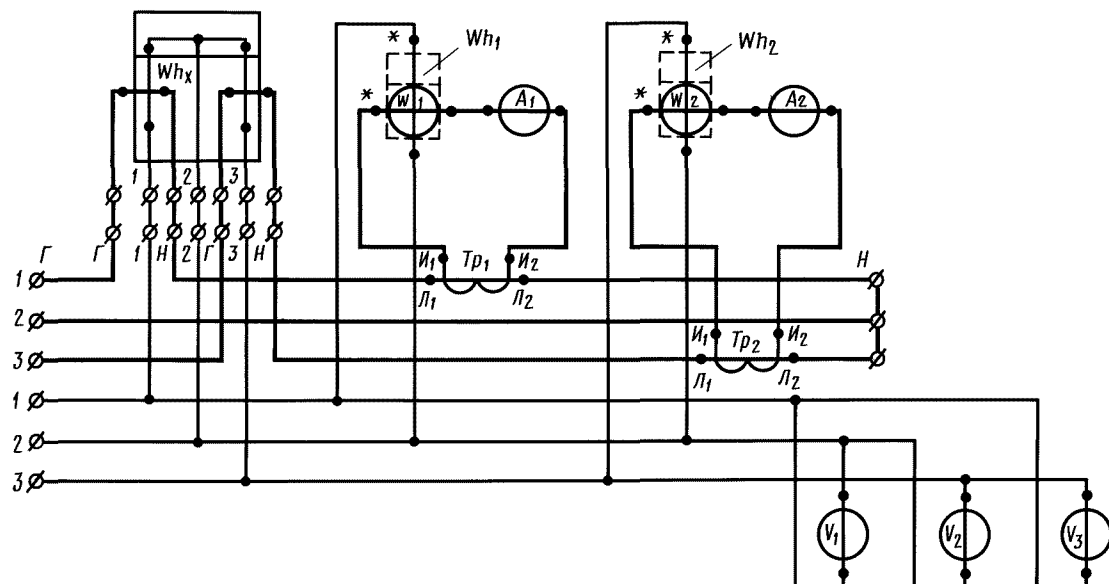 * Wh₁ * Wh₂
Whₓ * W₁ A₁ * W₂ A₂
1 2 3
Г Г 1 Н 2 Г 3 Н И₁ Тр₁ И₂ Н
1 Л₁ Л₂
2 И₁ Тр₂ И₂
3 Л₁ Л₂
1
2
3
V₁ V₂ V₃